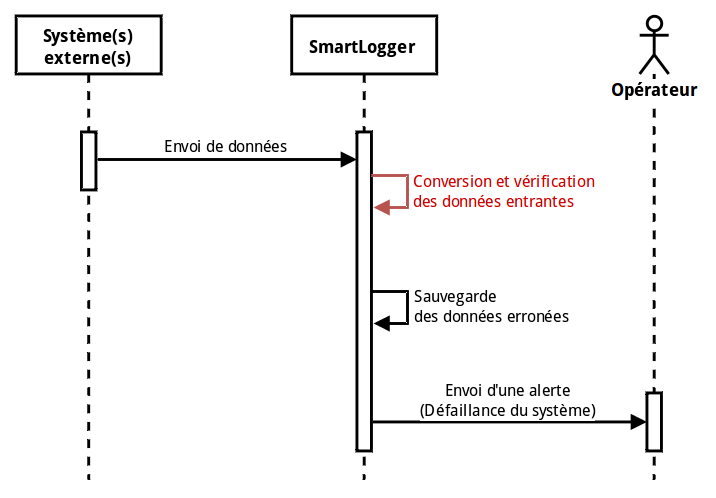 Système(s)
externe(s)
SmartLogger
Opérateur
Envoi de données
Conversion et vérification
des données entrantes
Sauvegarde
des données erronées
Envoi d'une alerte
(Défaillance du système)